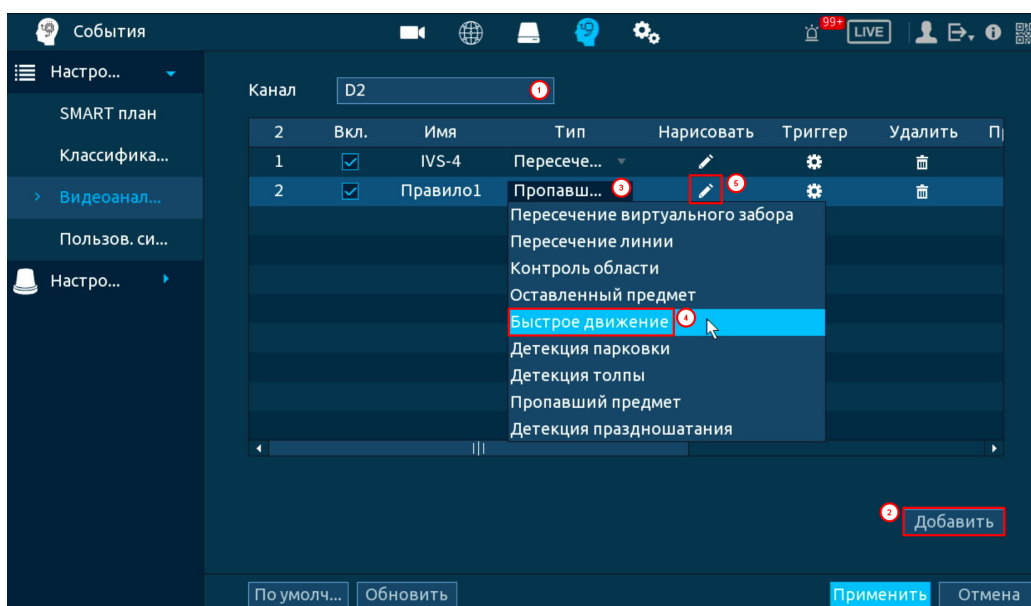 События 99+ LIVE
Настро...
SMART план
Классифика...
Видеоанал...
Пользов. си...
Настро...
Канал D2 1
2 Вкл. Имя Тип Нарисовать Триггер Удалить
1 IVS-4 Пересече...
2 Правило1 Пропавш... 3 5
Пересечение виртуального забора
Пересечение линии
Контроль области
Оставленный предмет
Быстрое движение 4
Детекция парковки
Детекция толпы
Пропавший предмет
Детекция праздношатания
2 Добавить
По умолч... Обновить Применить Отмена